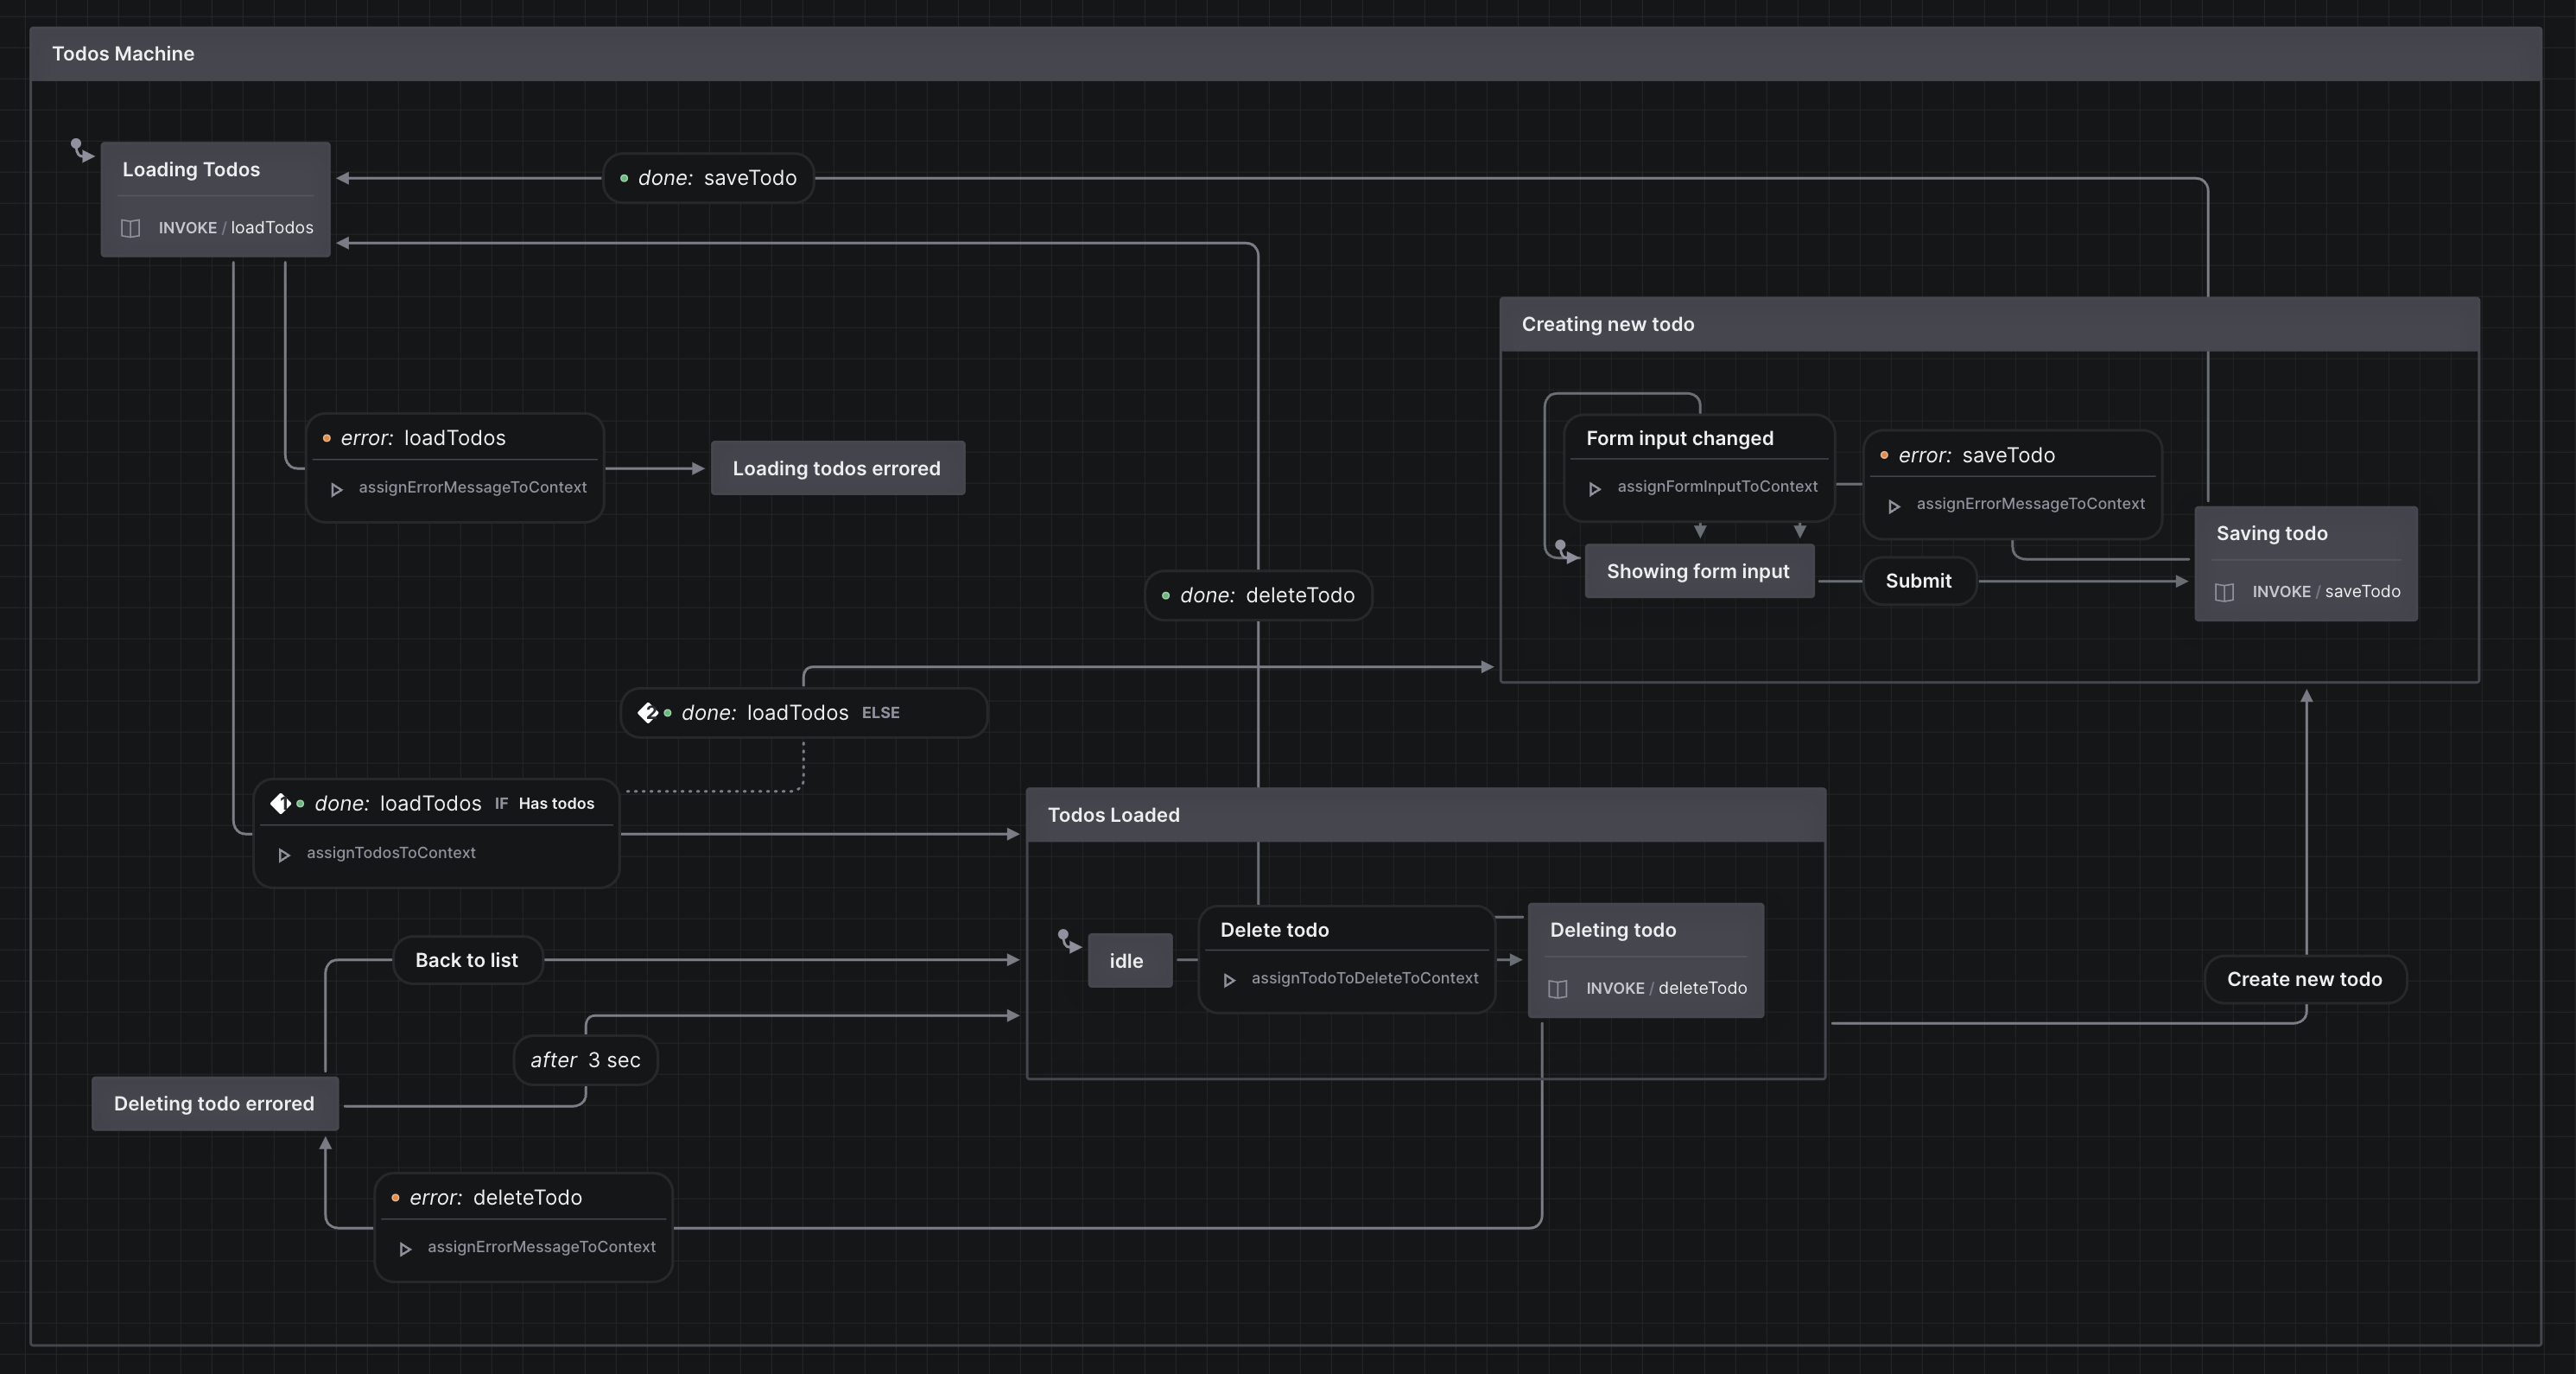 Todos Machine
Loading Todos
INVOKE / loadTodos
done: saveTodo
Creating new todo
Form input changed
assignFormInputToContext
error: saveTodo
assignErrorMessageToContext
Showing form input
Submit
Saving todo
INVOKE / saveTodo
error: loadTodos
assignErrorMessageToContext
Loading todos errored
done: deleteTodo
2 done: loadTodos ELSE
1 done: loadTodos IF Has todos
assignTodosToContext
Todos Loaded
idle
Delete todo
assignTodoToDeleteToContext
Deleting todo
INVOKE / deleteTodo
Create new todo
Back to list
after 3 sec
Deleting todo errored
error: deleteTodo
assignErrorMessageToContext